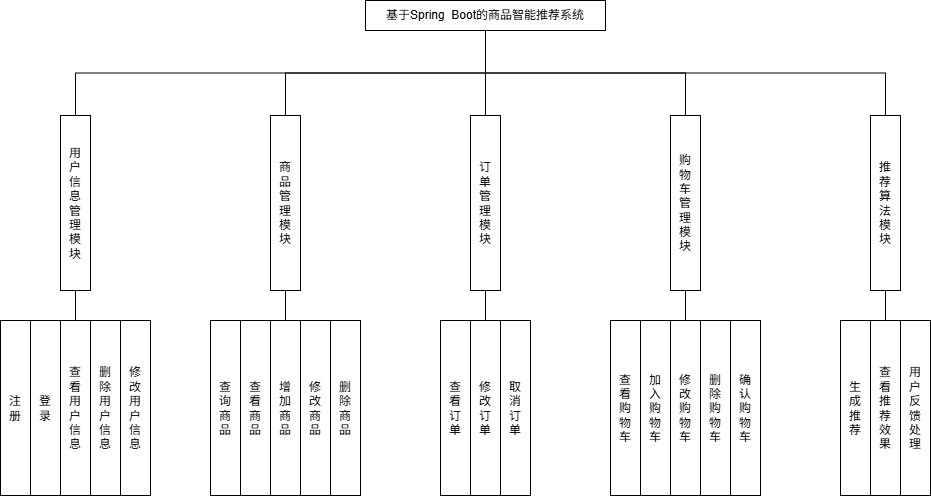 基于Spring Boot的商品智能推荐系统
用户信息管理模块
商品管理模块
订单管理模块
购物车管理模块
推荐算法模块
注册
登录
查看用户信息
删除用户信息
修改用户信息
查询商品
查看商品
增加商品
修改商品
删除商品
查看订单
修改订单
取消订单
查看购物车
加入购物车
修改购物车
删除购物车
确认购物车
生成推荐
查看推荐效果
用户反馈处理